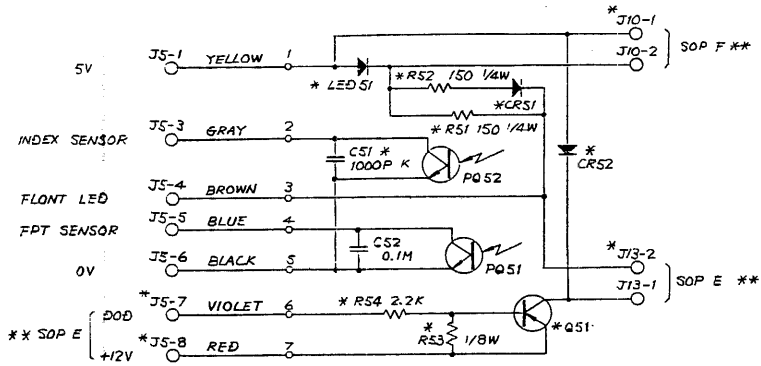 * J10-1
J10-2
SOP F **
5V J5-1 YELLOW 1
* LED51
* R52 150 1/4W
* CR51
* R51 150 1/4W
INDEX SENSOR J5-3 GRAY 2
C51 *
1000P K
PQ52
* CR52
FLONT LED J5-4 BROWN 3
FPT SENSOR J5-5 BLUE 4
C52
0.1M
PQ51
0V J5-6 BLACK 5
* J13-2
J13-1
SOP E **
DOD * J5-7 VIOLET 6
* R54 2.2K
* Q51
** SOP E
* R53 1/8W
+12V * J5-8 RED 7